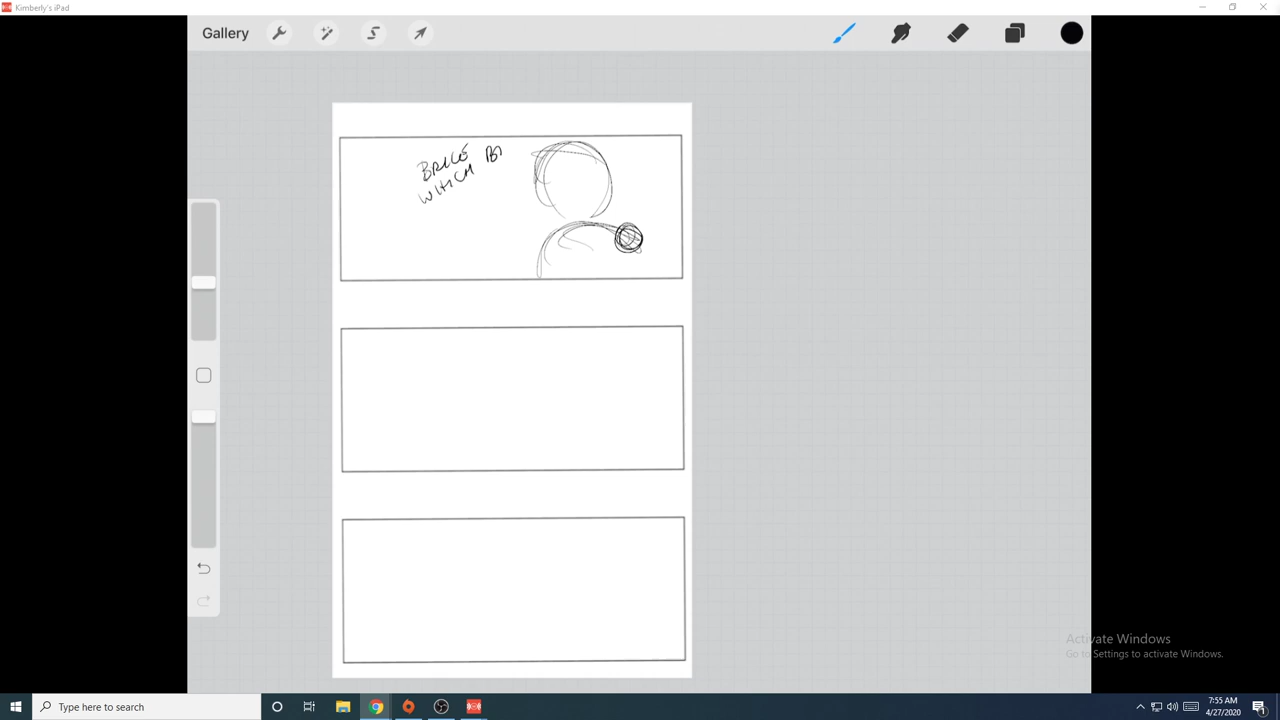 Kimberly's iPad
Gallery
WITCH
Activate Windows
Go to Settings to activate Windows.
Type here to search
7:55 AM
4/27/2020
1